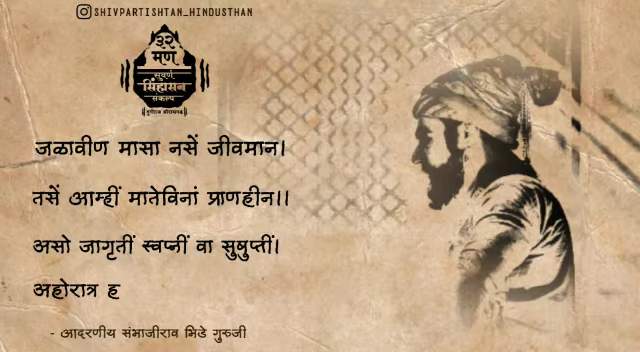 SHIVPARTISHTAN_HINDUSTHAN
३२
मण
सुवर्ण
सिंहासन
संकल्प
जळावीण मासा नसें जीवमान।
तसें आम्हीं मातेविनां प्राणहीन।।
असो जागृतीं स्वप्नीं वा सुषुप्तीं।
अहोरात्र ह
- आदरणीय संभाजीराव भिडे गुरुजी